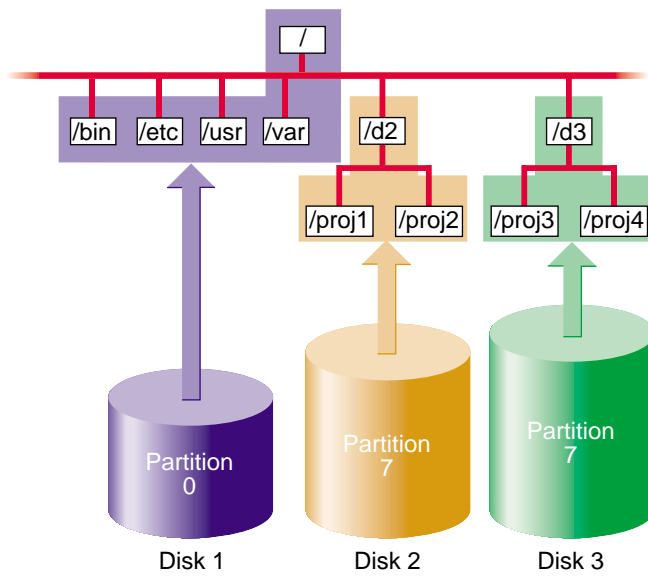 /
/bin /etc /usr /var /d2 /d3
/proj1 /proj2 /proj3 /proj4
Partition
0
Partition
7
Partition
7
Disk 1 Disk 2 Disk 3